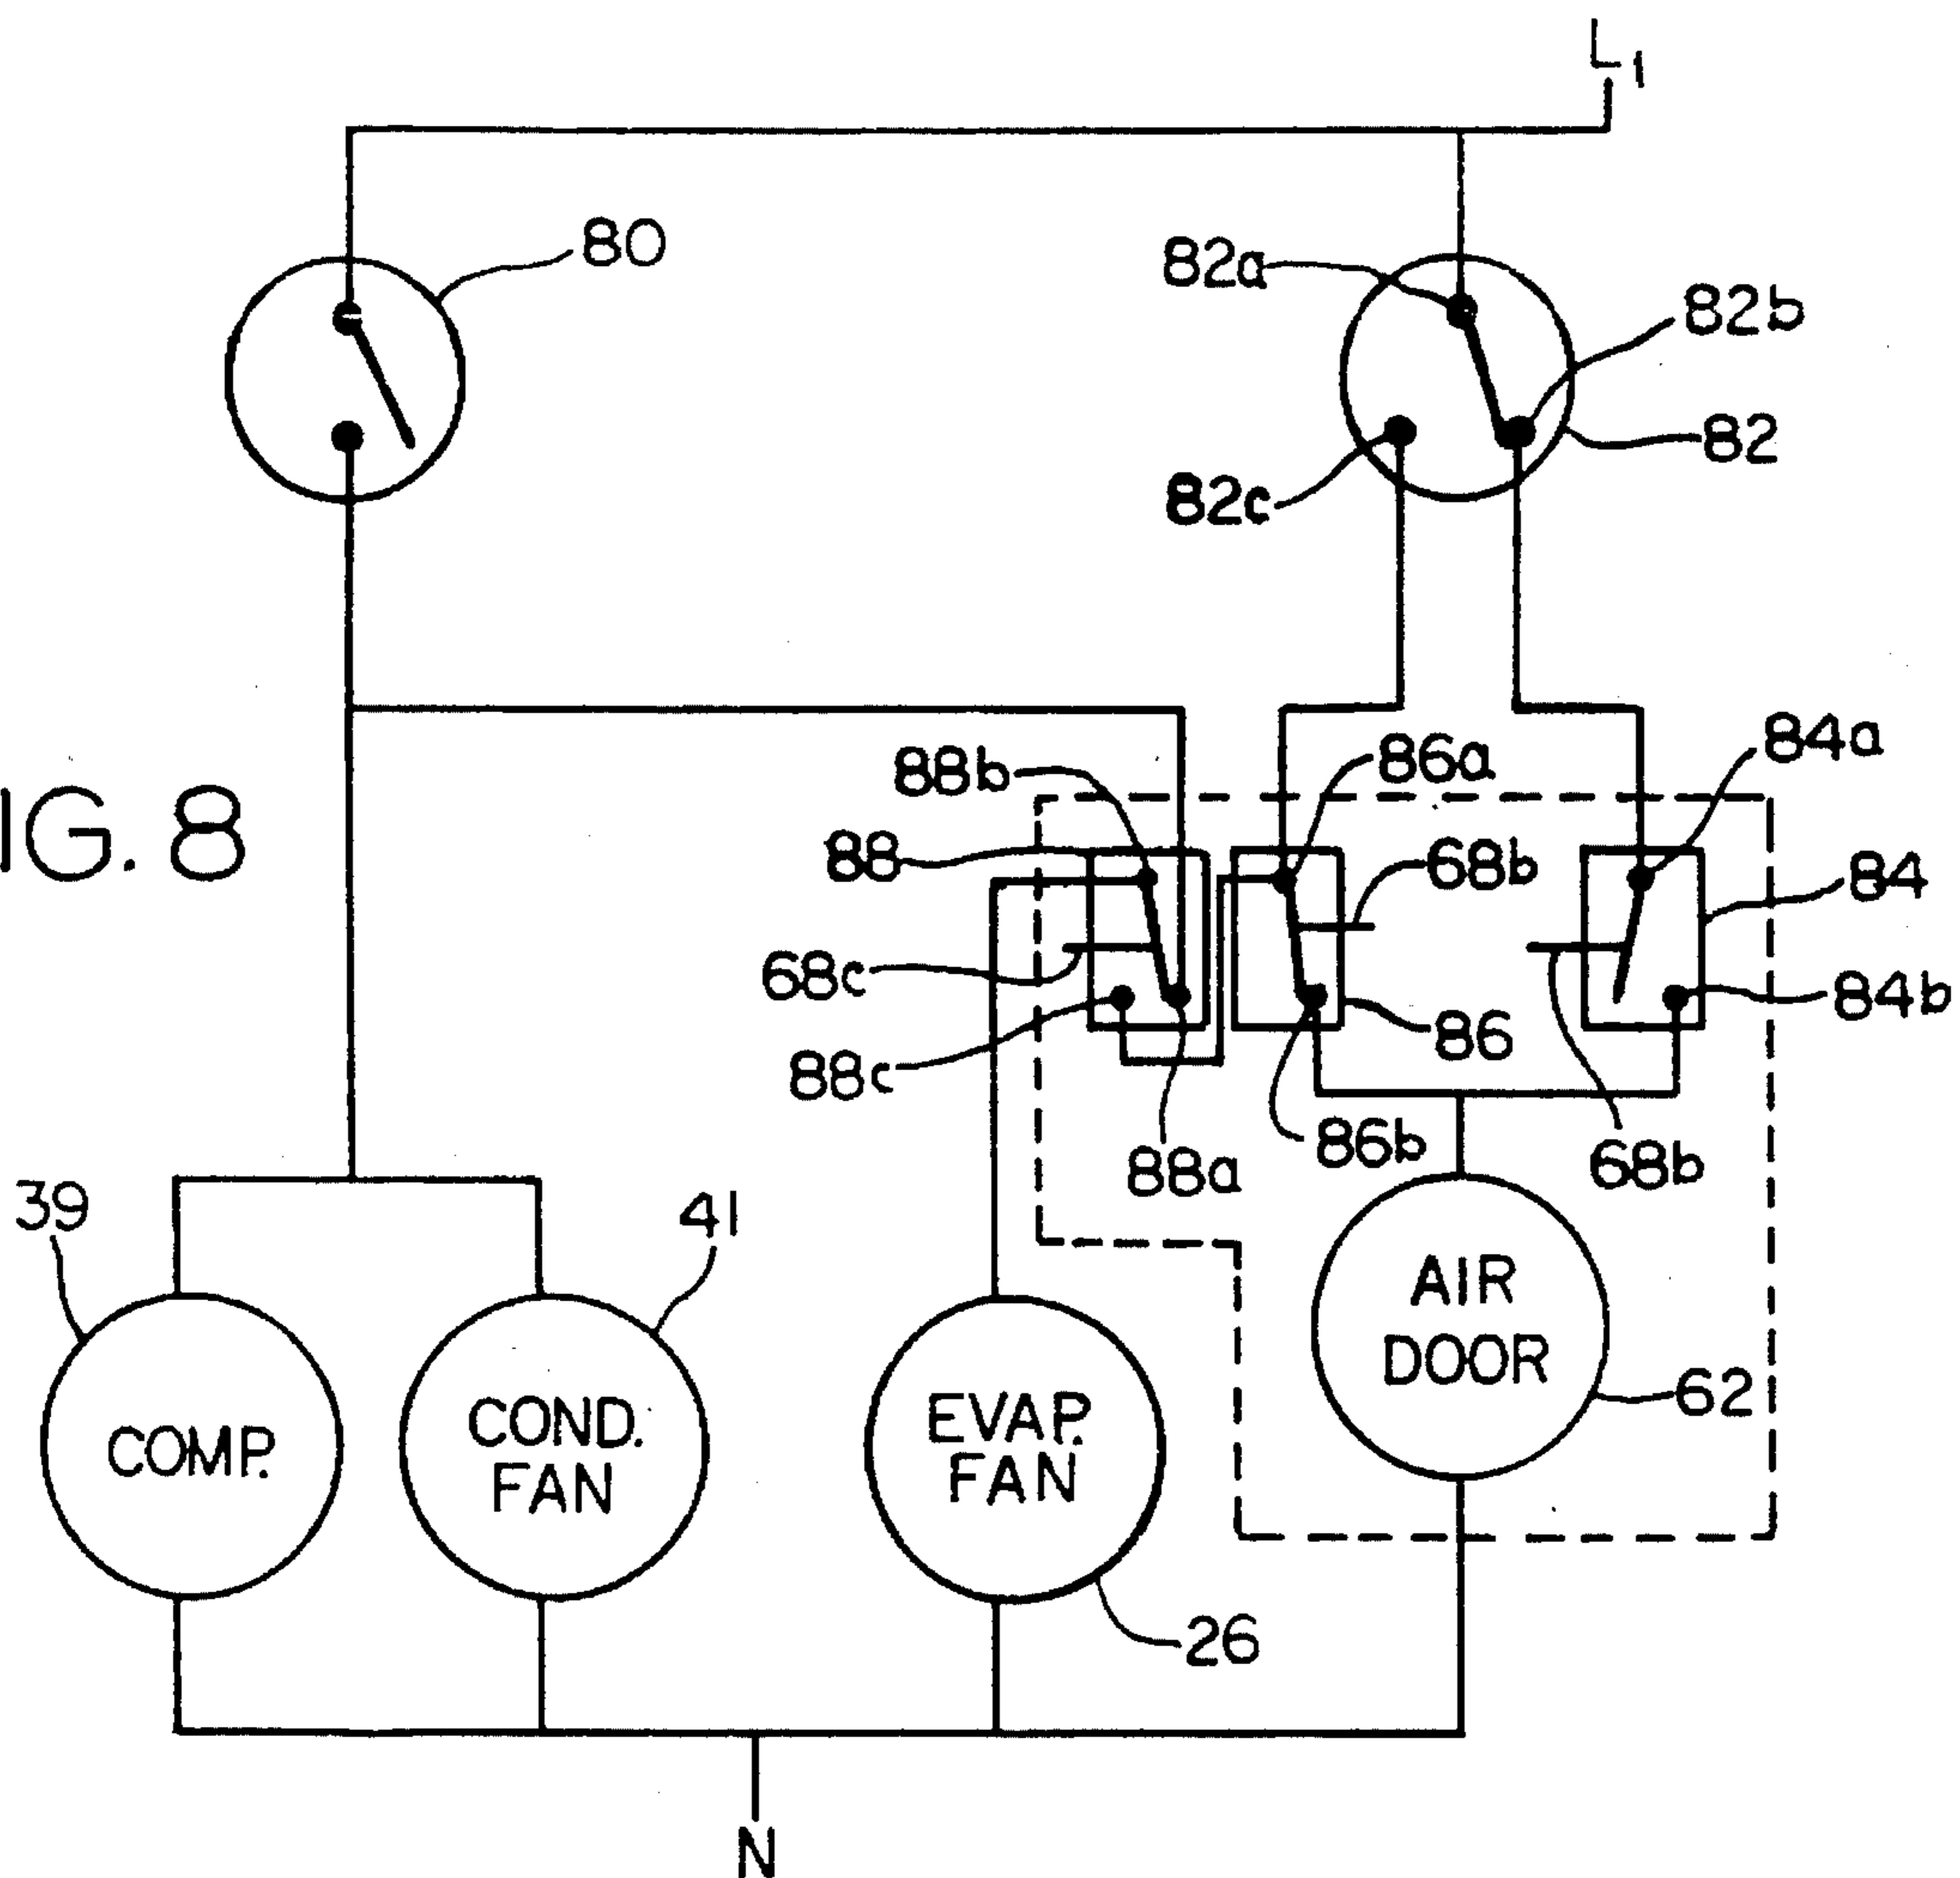 L1
80
82a
82b
82
82c
84a
88b
86a
IG. 8
88
68b
84
68c
84b
86
88c
86b
88a
68b
39
41
AIR
DOOR
62
COMP.
COND.
FAN
EVAP.
FAN
26
N